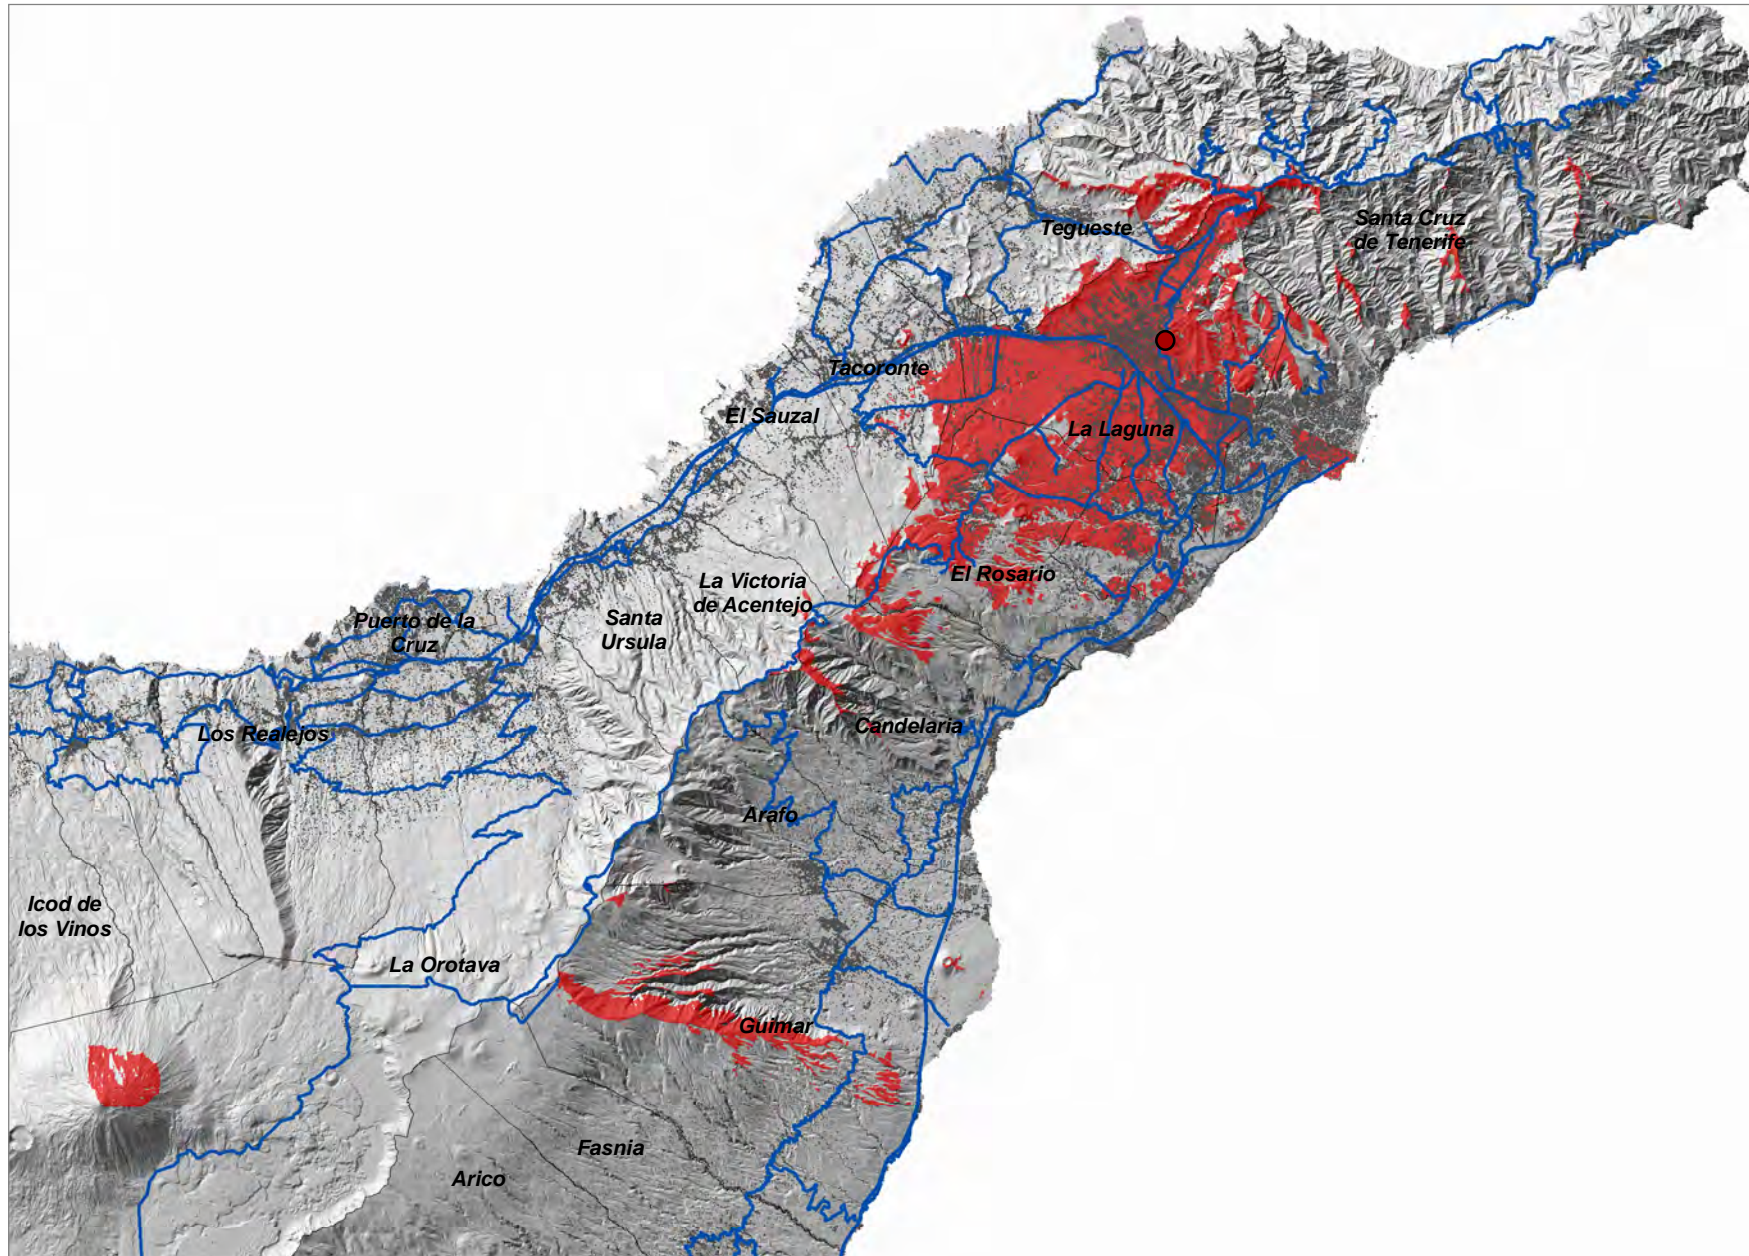 Santa Cruz
de Tenerife
Tegueste
Tacoronte
El Sauzal
La Laguna
El Rosario
La Victoria
de Acentejo
Santa
Ursula
Puerto de la
Cruz
Los Realejos
Candelaria
Arafo
Icod de
los Vinos
La Orotava
Guimar
Fasnia
Arico